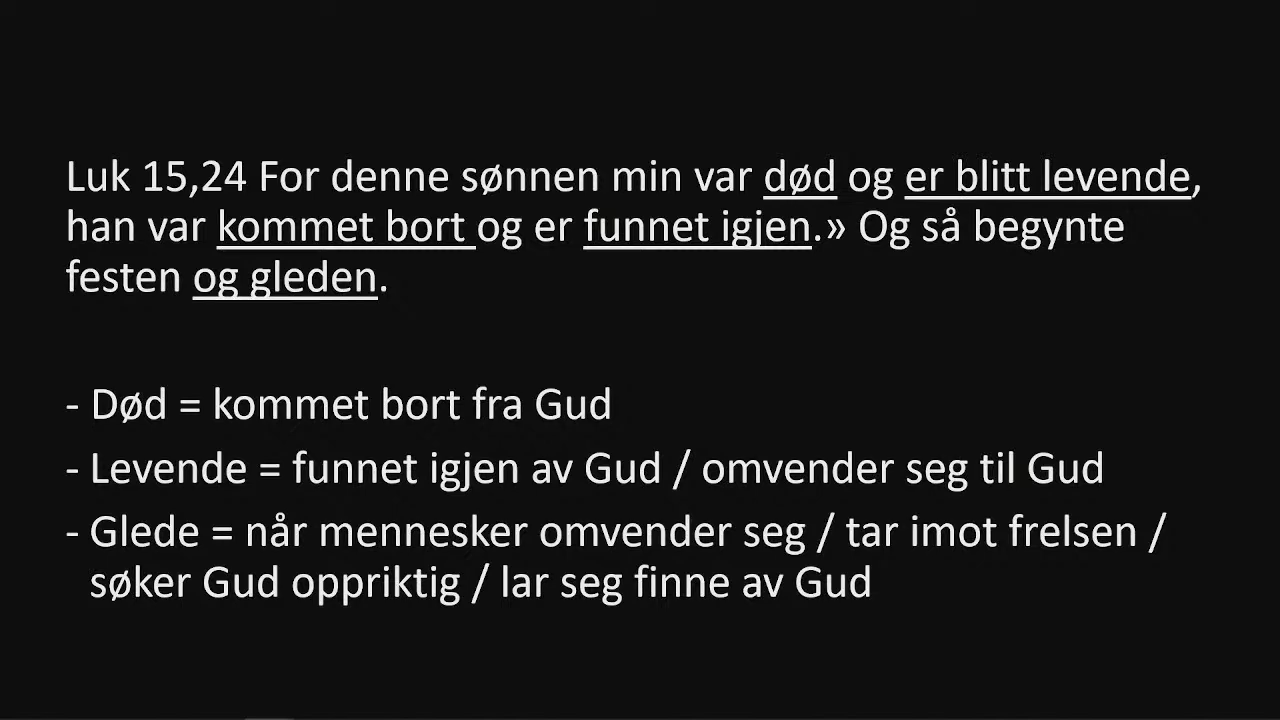 Luk 15,24 For denne sønnen min var død og er blitt levende,
han var kommet bort og er funnet igjen.» Og så begynte
festen og gleden.
- Død = kommet bort fra Gud
- Levende = funnet igjen av Gud / omvender seg til Gud
- Glede = når mennesker omvender seg / tar imot frelsen /
søker Gud oppriktig / lar seg finne av Gud